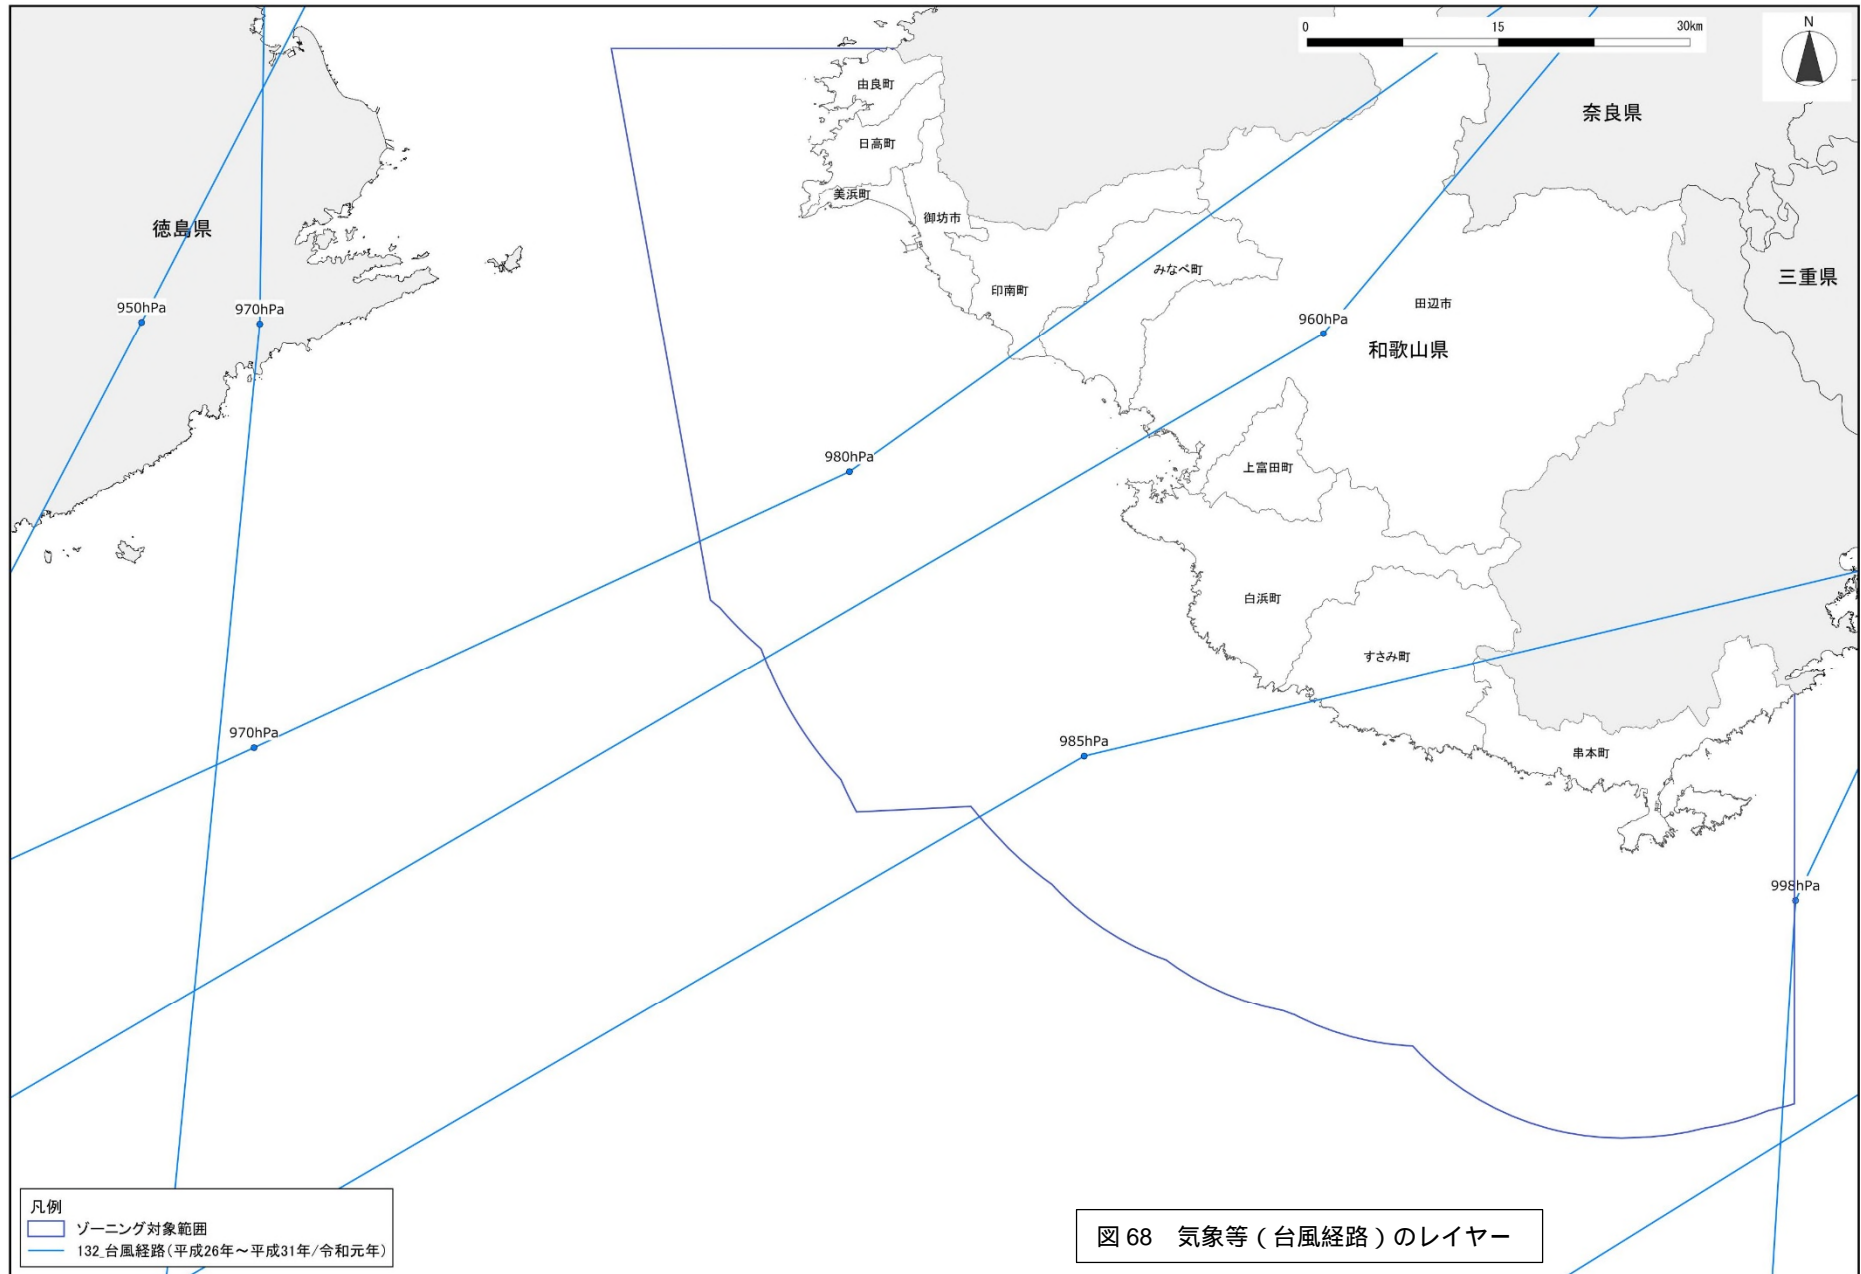 0 15 30km
N
由良町
奈良県
日高町
美浜町
御坊市
徳島県
みなべ町
三重県
印南町
田辺市
950hPa
970hPa
960hPa
和歌山県
980hPa
上富田町
白浜町
すさみ町
970hPa
985hPa
串本町
998hPa
凡例
ゾーニング対象範囲
132_台風経路(平成26年～平成31年/令和元年)
図 68 気象等（台風経路）のレイヤー